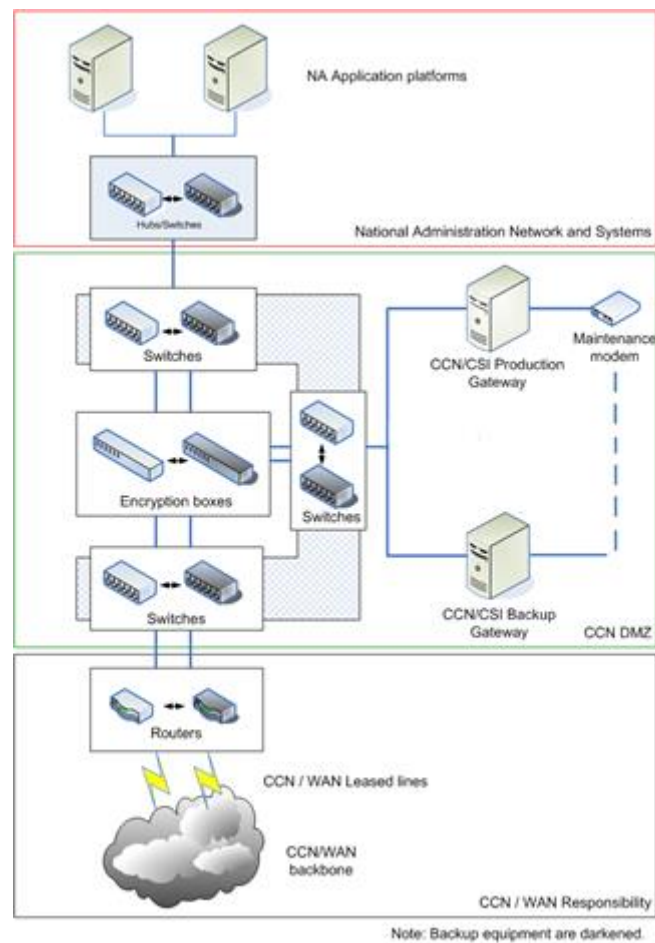 NA Application platforms
Hubs/Switches
National Administration Network and Systems
Switches
CCN/CSI Production
Gateway
Maintenance
modem
Encryption boxes
Switches
Switches
CCN/CSI Backup
Gateway
CCN DMZ
Routers
CCN / WAN Leased lines
CCN/WAN
backbone
CCN / WAN Responsibility
Note: Backup equipment are darkened.